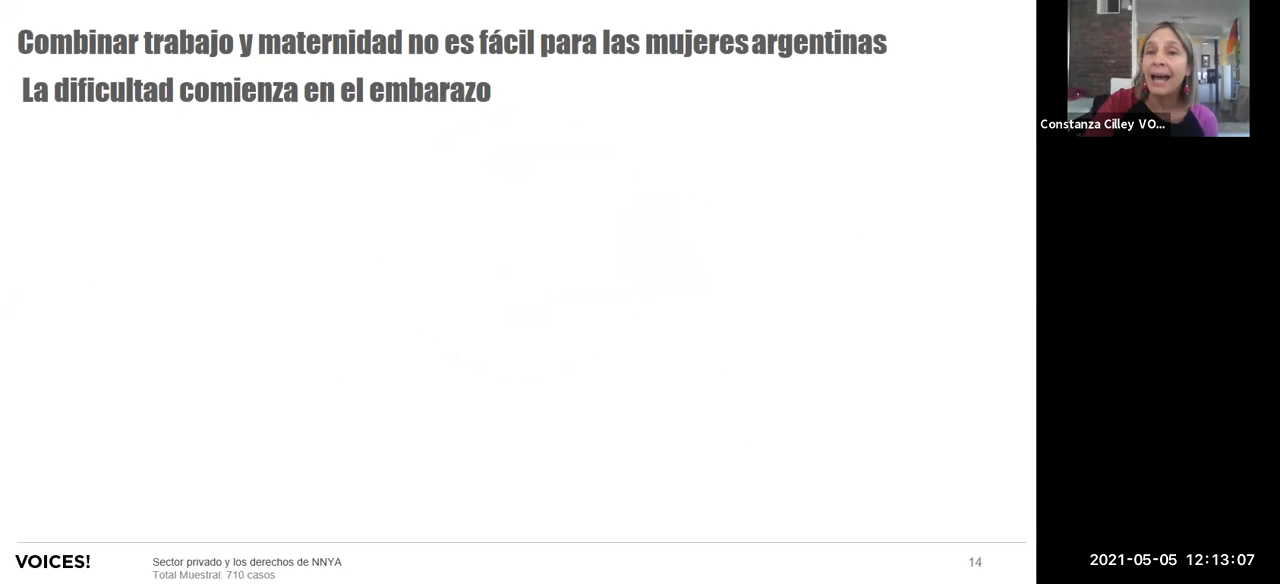 Combinar trabajo y maternidad no es fácil para las mujeres argentinas
La dificultad comienza en el embarazo
Constanza Cilley VO...
VOICES!
Sector privado y los derechos de NNYA
Total Muestral: 710 casos
14
2021-05-05 12:13:07